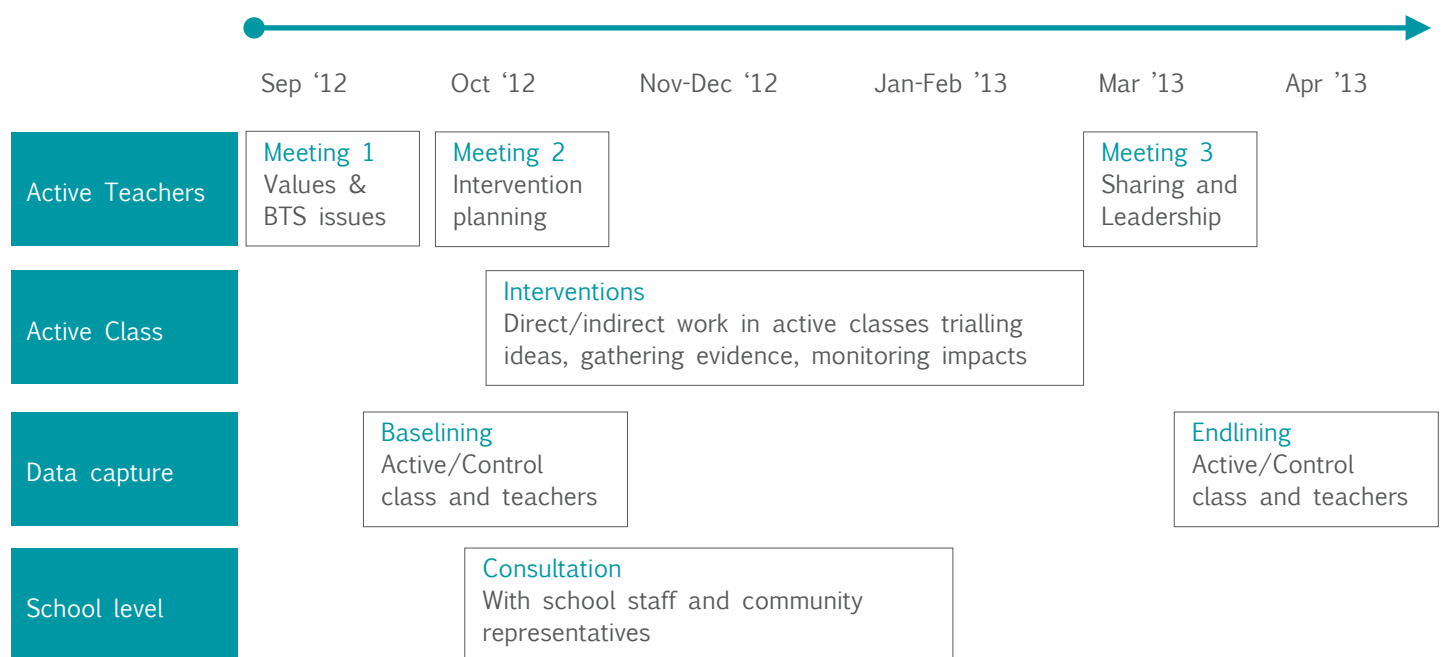 Sep ‘12 Oct ‘12 Nov-Dec ‘12 Jan-Feb ’13 Mar ’13 Apr ’13
Active Teachers
Meeting 1
Values &
BTS issues
Meeting 2
Intervention
planning
Meeting 3
Sharing and
Leadership
Active Class
Interventions
Direct/indirect work in active classes trialling
ideas, gathering evidence, monitoring impacts
Data capture
Baselining
Active/Control
class and teachers
Endlining
Active/Control
class and teachers
School level
Consultation
With school staff and community
representatives